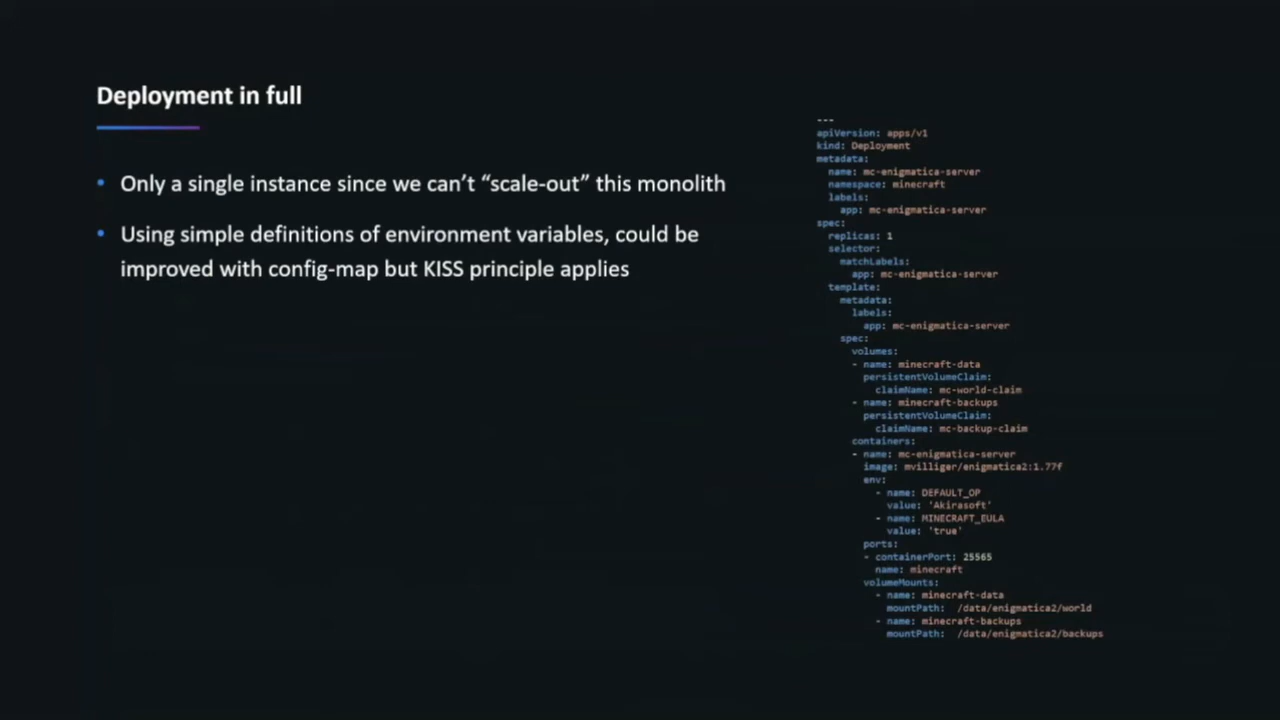 Deployment in full
• Only a single instance since we can’t “scale-out” this monolith
• Using simple definitions of environment variables, could be
improved with config-map but KISS principle applies
---
apiVersion: apps/v1
kind: Deployment
metadata:
  name: mc-enigmatica-server
  namespace: minecraft
  labels:
    app: mc-enigmatica-server
spec:
  replicas: 1
  selector:
    matchLabels:
      app: mc-enigmatica-server
  template:
    metadata:
      labels:
        app: mc-enigmatica-server
    spec:
      volumes:
      - name: minecraft-data
        persistentVolumeClaim:
          claimName: mc-world-claim
      - name: minecraft-backups
        persistentVolumeClaim:
          claimName: mc-backup-claim
      containers:
      - name: mc-enigmatica-server
        image: mvilliger/enigmatica2:1.77f
        env:
          - name: DEFAULT_OP
            value: 'Akirasoft'
          - name: MINECRAFT_EULA
            value: 'true'
        ports:
        - containerPort: 25565
          name: minecraft
        volumeMounts:
          - name: minecraft-data
            mountPath:  /data/enigmatica2/world
          - name: minecraft-backups
            mountPath:  /data/enigmatica2/backups